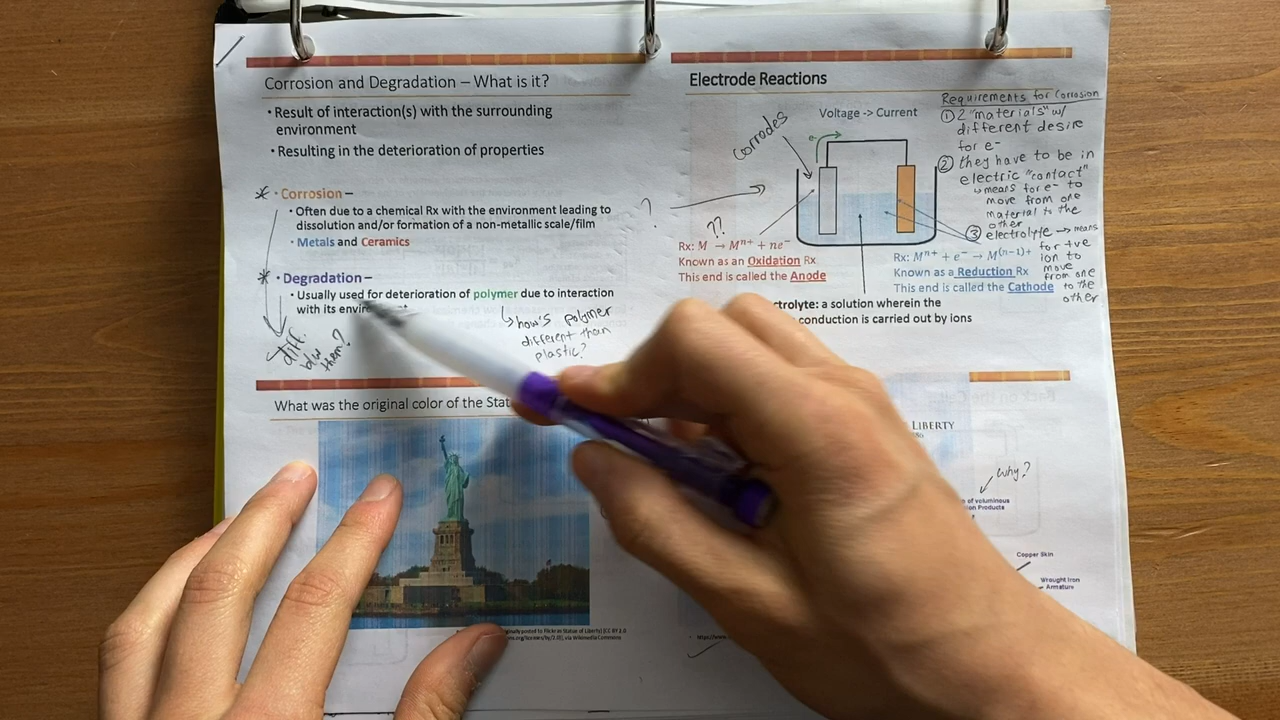 Corrosion and Degradation – What is it?
• Result of interaction(s) with the surrounding
environment
• Resulting in the deterioration of properties
* • Corrosion –
• Often due to a chemical Rx with the environment leading to
dissolution and/or formation of a non-metallic scale/film
• Metals and Ceramics
* • Degradation –
• Usually used for deterioration of polymer due to interaction
with its
how's polymer
different than
plastic?
diff.
b/w
them?
What was the original color of the
Electrode Reactions
Voltage -> Current
e-
corrodes
?
??
Rx: M → Mⁿ⁺ + ne⁻
Known as an Oxidation Rx
This end is called the Anode
Rx: Mⁿ⁺ + e⁻ → M⁽ⁿ⁻¹⁾⁺
Known as a Reduction Rx
This end is called the Cathode
Requirements for Corrosion
① 2 "materials" w/
different desire
for e-
② they have to be in
electric "contact"
↳ means for e- to
move from one
material to the
other
③ electrolyte → means
for +ve
ion to
move
from one
to the
other
a solution wherein the
conduction is carried out by ions
LIBERTY
why?
of voluminous
Products
Copper Skin
Wrought Iron
Armature